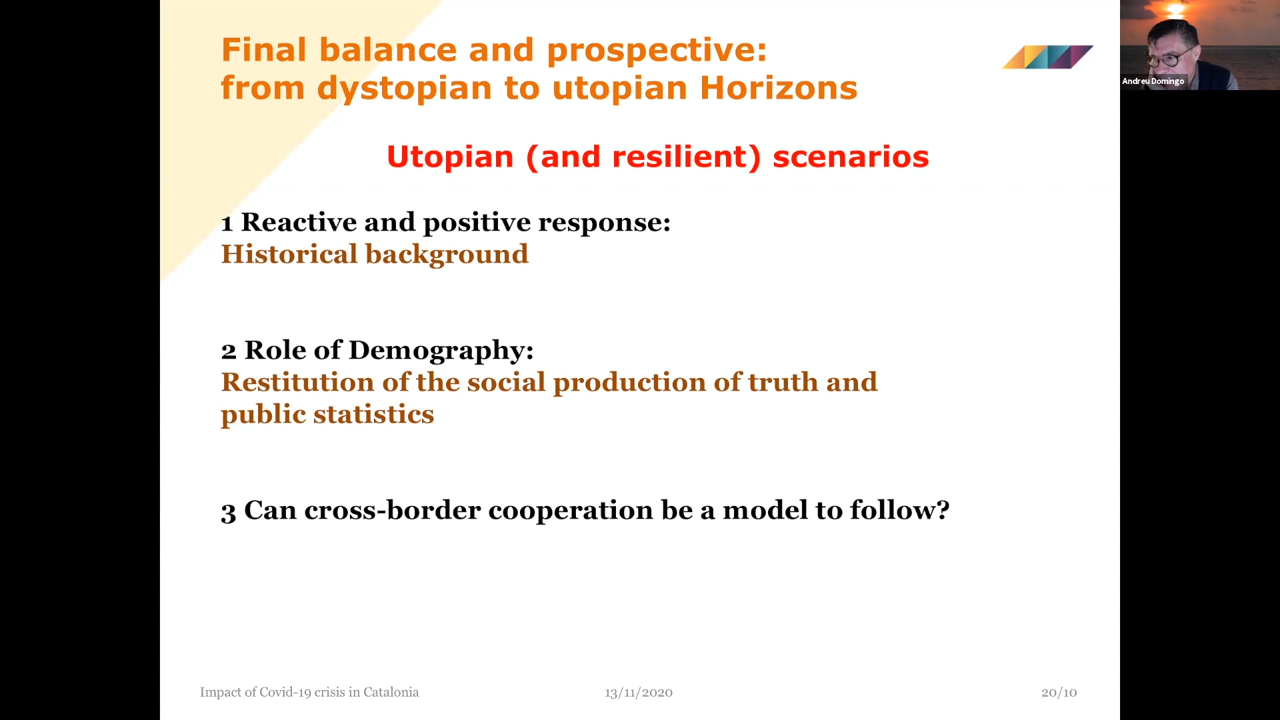 Final balance and prospective:
from dystopian to utopian Horizons
Andreu Domingo
Utopian (and resilient) scenarios
1 Reactive and positive response:
Historical background
2 Role of Demography:
Restitution of the social production of truth and
public statistics
3 Can cross-border cooperation be a model to follow?
Impact of Covid-19 crisis in Catalonia
13/11/2020
20/10